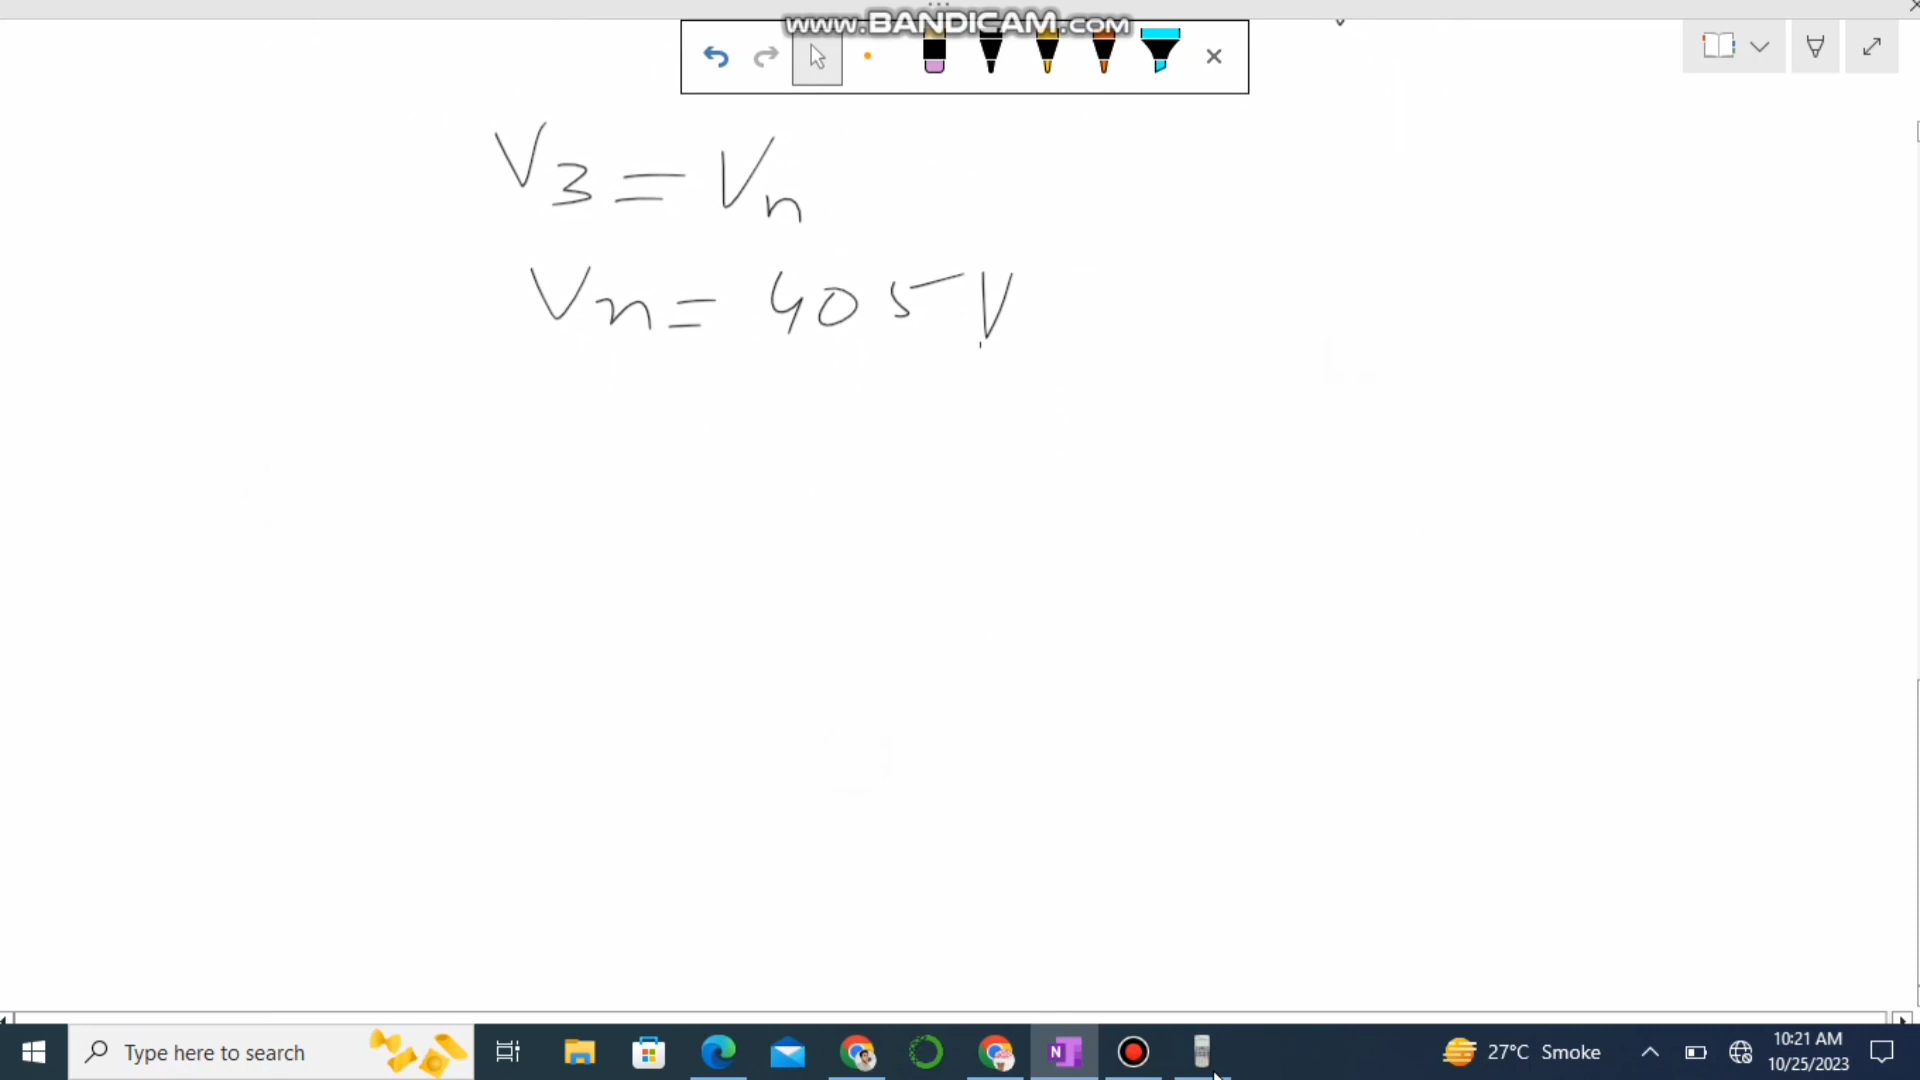 www.BANDICAM.com
V3 = Vn
Vn = 405 V
Type here to search
27°C Smoke
10:21 AM
10/25/2023